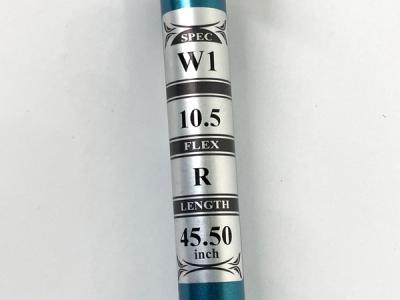 SPEC
W1
10.5
FLEX
R
LENGTH
45.50
inch